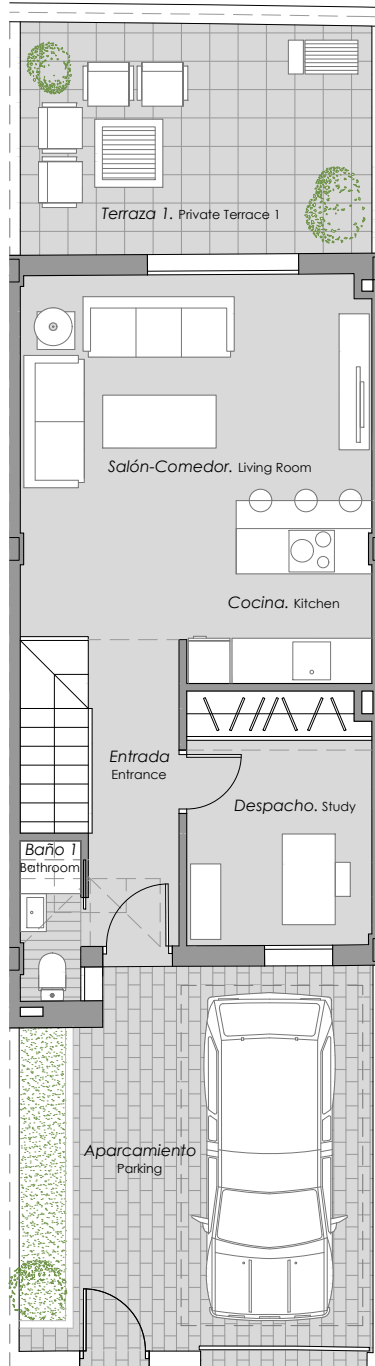 Terraza 1. Private Terrace 1
Salón-Comedor. Living Room
Cocina. Kitchen
Entrada
Entrance
Despacho. Study
Baño 1
Bathroom
Aparcamiento
Parking